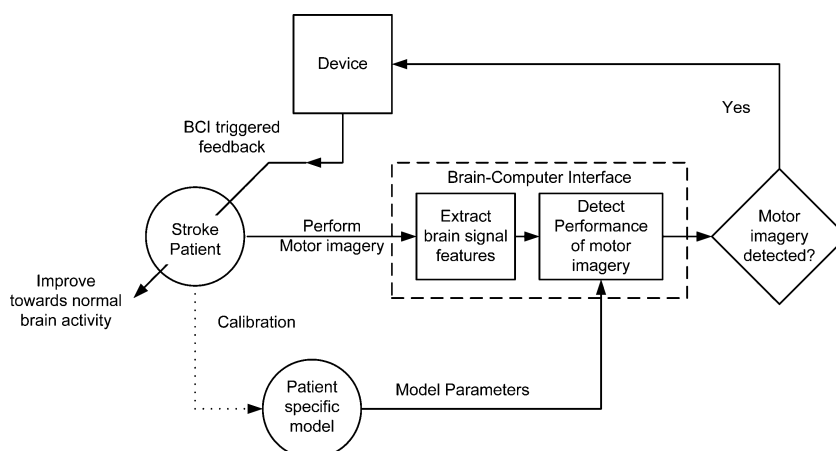 Device
Yes
BCI triggered
feedback
Brain-Computer Interface
Stroke
Patient
Perform
Motor imagery
Extract
brain signal
features
Detect
Performance
of motor
imagery
Motor
imagery
detected?
Improve
towards normal
brain activity
Calibration
Patient
specific
model
Model Parameters